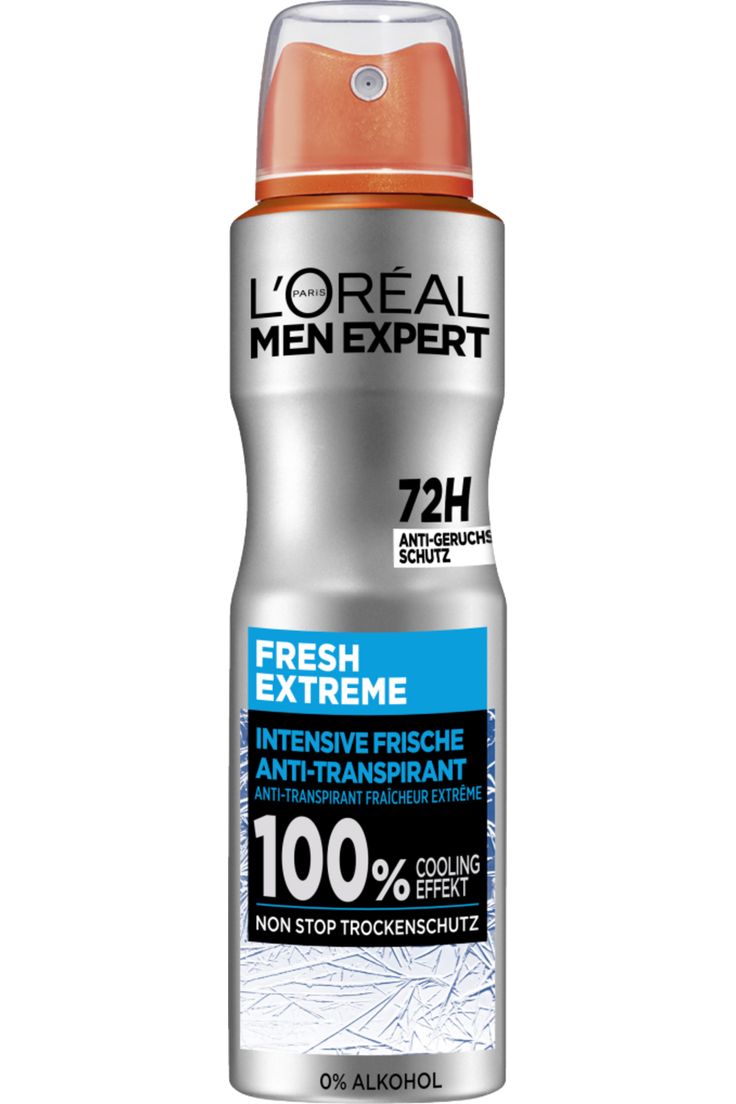 L'ORÉAL
PARIS
MEN EXPERT
72H
ANTI-GERUCHS
SCHUTZ
FRESH
EXTREME
INTENSIVE FRISCHE
ANTI-TRANSPIRANT
ANTI-TRANSPIRANT FRAÎCHEUR EXTRÊME
100% COOLING
EFFEKT
NON STOP TROCKENSCHUTZ
0% ALKOHOL